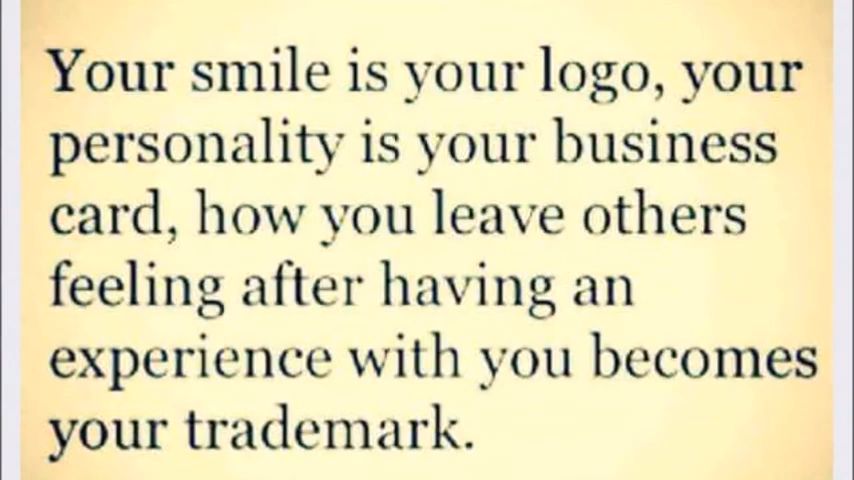 Your smile is your logo, your
personality is your business
card, how you leave others
feeling after having an
experience with you becomes
your trademark.